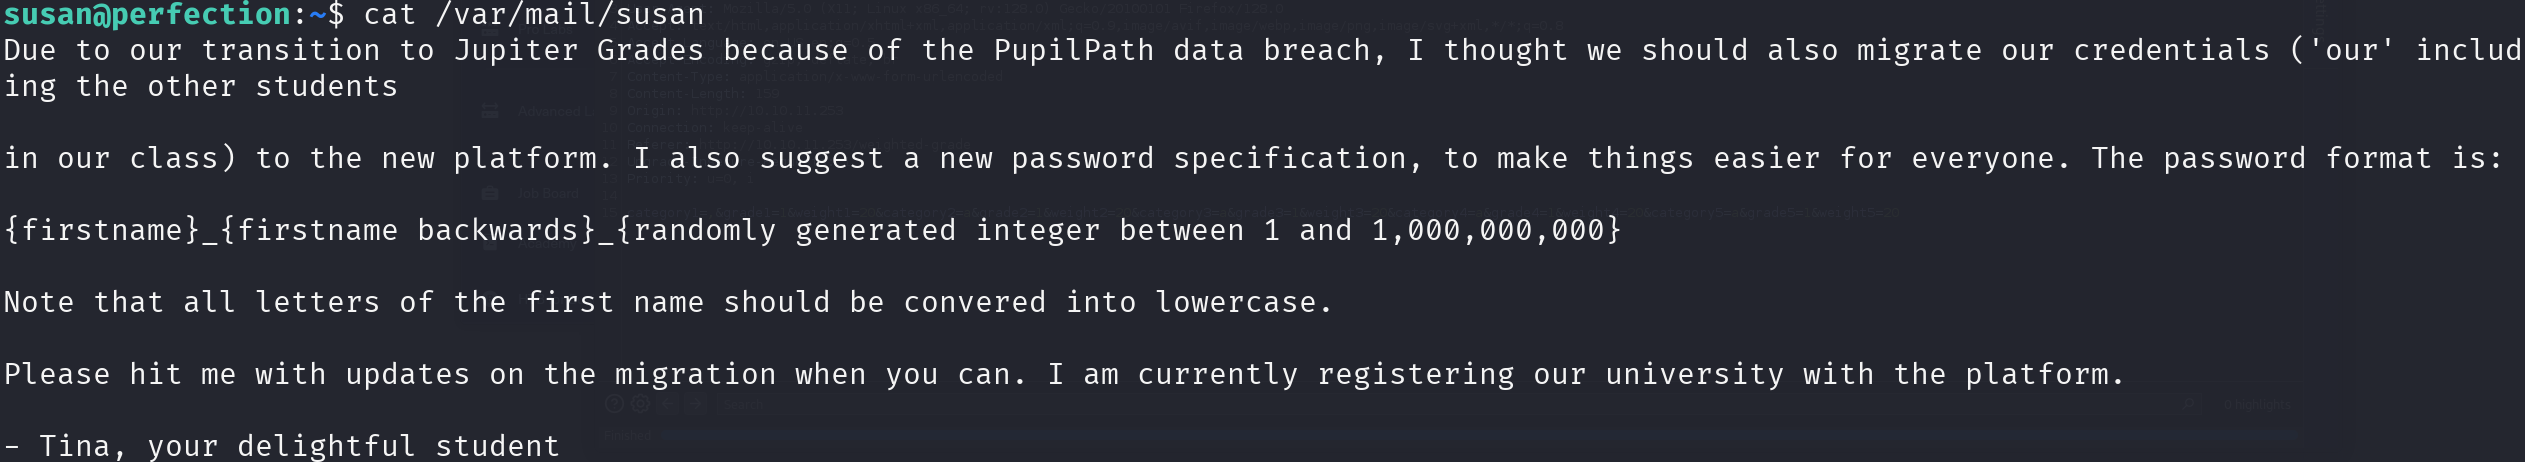 susan@perfection:~$ cat /var/mail/susan
Due to our transition to Jupiter Grades because of the PupilPath data breach, I thought we should also migrate our credentials ('our' includ
ing the other students
in our class) to the new platform. I also suggest a new password specification, to make things easier for everyone. The password format is:
{firstname}_{firstname backwards}_{randomly generated integer between 1 and 1,000,000,000}
Note that all letters of the first name should be convered into lowercase.
Please hit me with updates on the migration when you can. I am currently registering our university with the platform.
- Tina, your delightful student